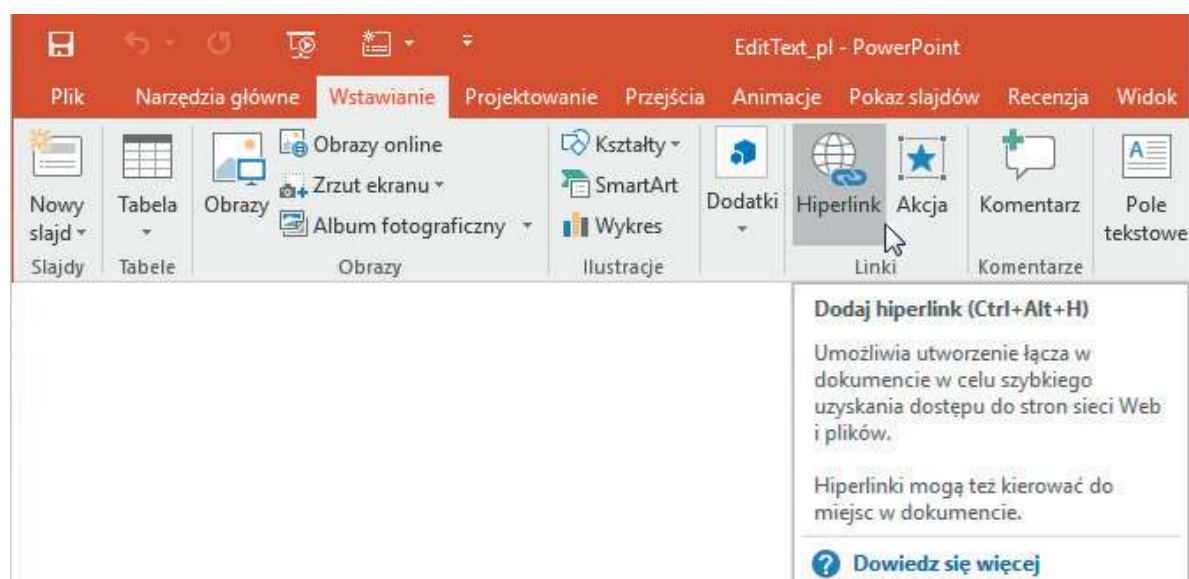 EditText_pl - PowerPoint
Plik Narzędzia główne Wstawianie Projektowanie Przejścia Animacje Pokaz slajdów Recenzja Widok
Nowy slajd
Tabela
Obrazy
Obrazy online
Zrzut ekranu
Album fotograficzny
Kształty
SmartArt
Wykres
Dodatki
Hiperlink
Akcja
Komentarz
Pole
tekstowe
Slajdy Tabele Obrazy Ilustracje Linki Komentarze
Dodaj hiperlink (Ctrl+Alt+H)
Umożliwia utworzenie łącza w
dokumencie w celu szybkiego
uzyskania dostępu do stron sieci Web
i plików.
Hiperlinki mogą też kierować do
miejsc w dokumencie.
Dowiedz się więcej